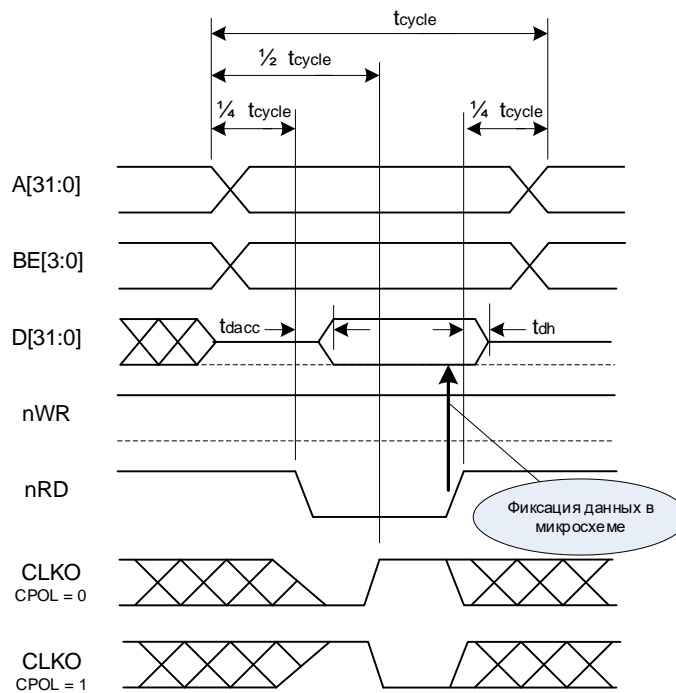 tcycle
½ tcycle
¼ tcycle
¼ tcycle
A[31:0]
BE[3:0]
D[31:0]
tdacc
tdh
nWR
nRD
Фиксация данных в
микросхеме
CLKO
CPOL = 0
CLKO
CPOL = 1